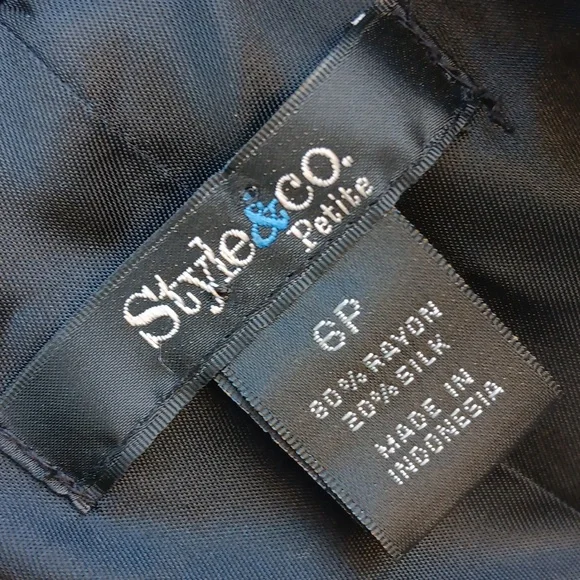 Style&co.
Petite
6P
80% RAYON
20% SILK
MADE IN
INDONESIA